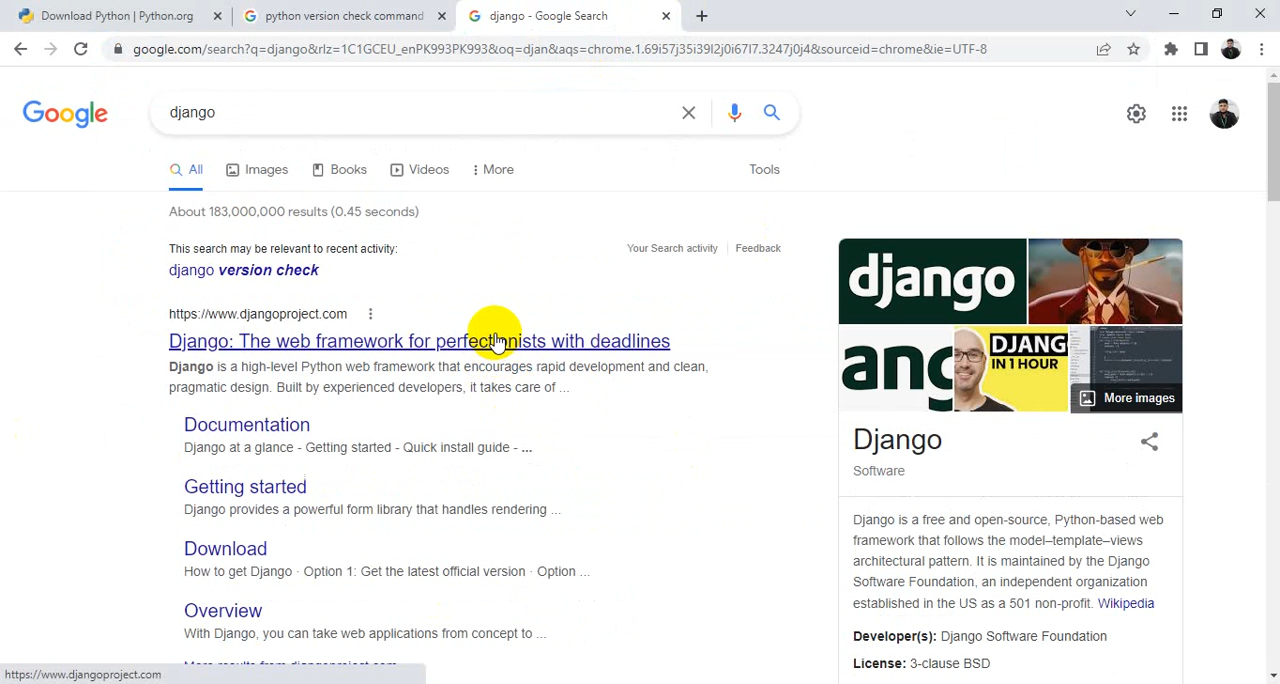 Download Python | Python.org
python version check command
django - Google Search
google.com/search?q=django&rlz=1C1GCEU_enPK993PK993&oq=djan&aqs=chrome.1.69i57j35i39l2j0i67l7.3247j0j4&sourceid=chrome&ie=UTF-8
Google
django
All
Images
Books
Videos
More
Tools
About 183,000,000 results (0.45 seconds)
This search may be relevant to recent activity:
Your Search activity
Feedback
django version check
https://www.djangoproject.com
Django: The web framework for perfectionists with deadlines
Django is a high-level Python web framework that encourages rapid development and clean,
pragmatic design. Built by experienced developers, it takes care of ...
Documentation
Django at a glance - Getting started - Quick install guide - ...
Getting started
Django provides a powerful form library that handles rendering ...
Download
How to get Django · Option 1: Get the latest official version · Option ...
Overview
With Django, you can take web applications from concept to ...
More results from djangoproject.com
django
ang
DJANG
IN 1 HOUR
More images
Django
Software
Django is a free and open-source, Python-based web
framework that follows the model–template–views
architectural pattern. It is maintained by the Django
Software Foundation, an independent organization
established in the US as a 501 non-profit. Wikipedia
Developer(s): Django Software Foundation
License: 3-clause BSD
https://www.djangoproject.com